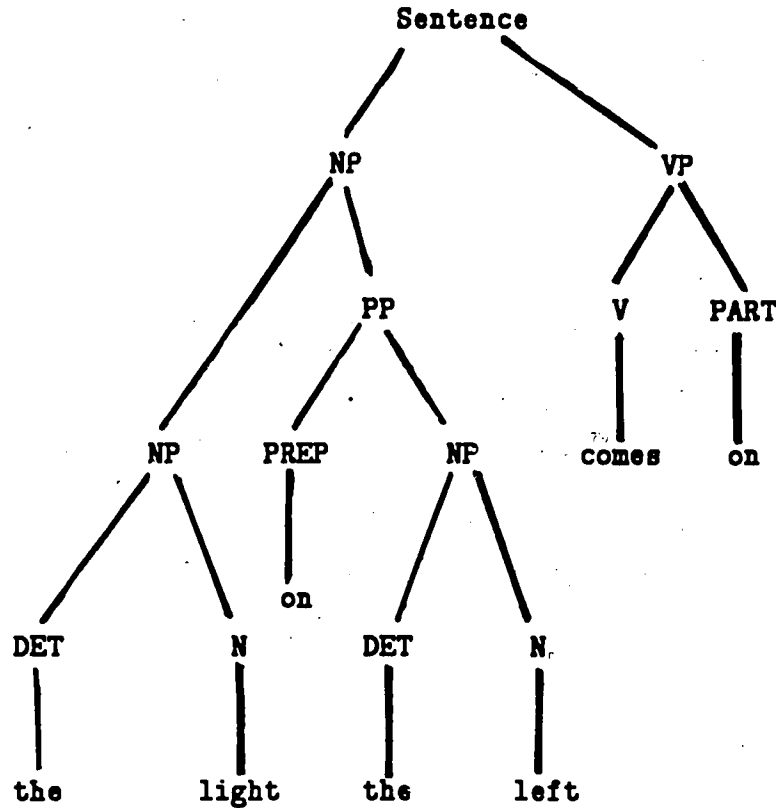 Sentence
NP VP
PP V PART
NP PREP NP comes on
on
DET N DET N
the light the left